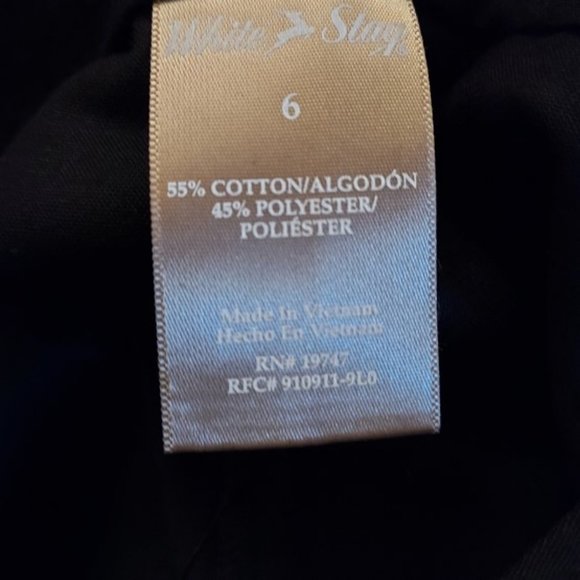 White Stag®
6
55% COTTON/ALGODÓN
45% POLYESTER/
POLIÉSTER
Made In Vietnam
Hecho En Vietnam
RN# 19747
RFC# 910911-9L0